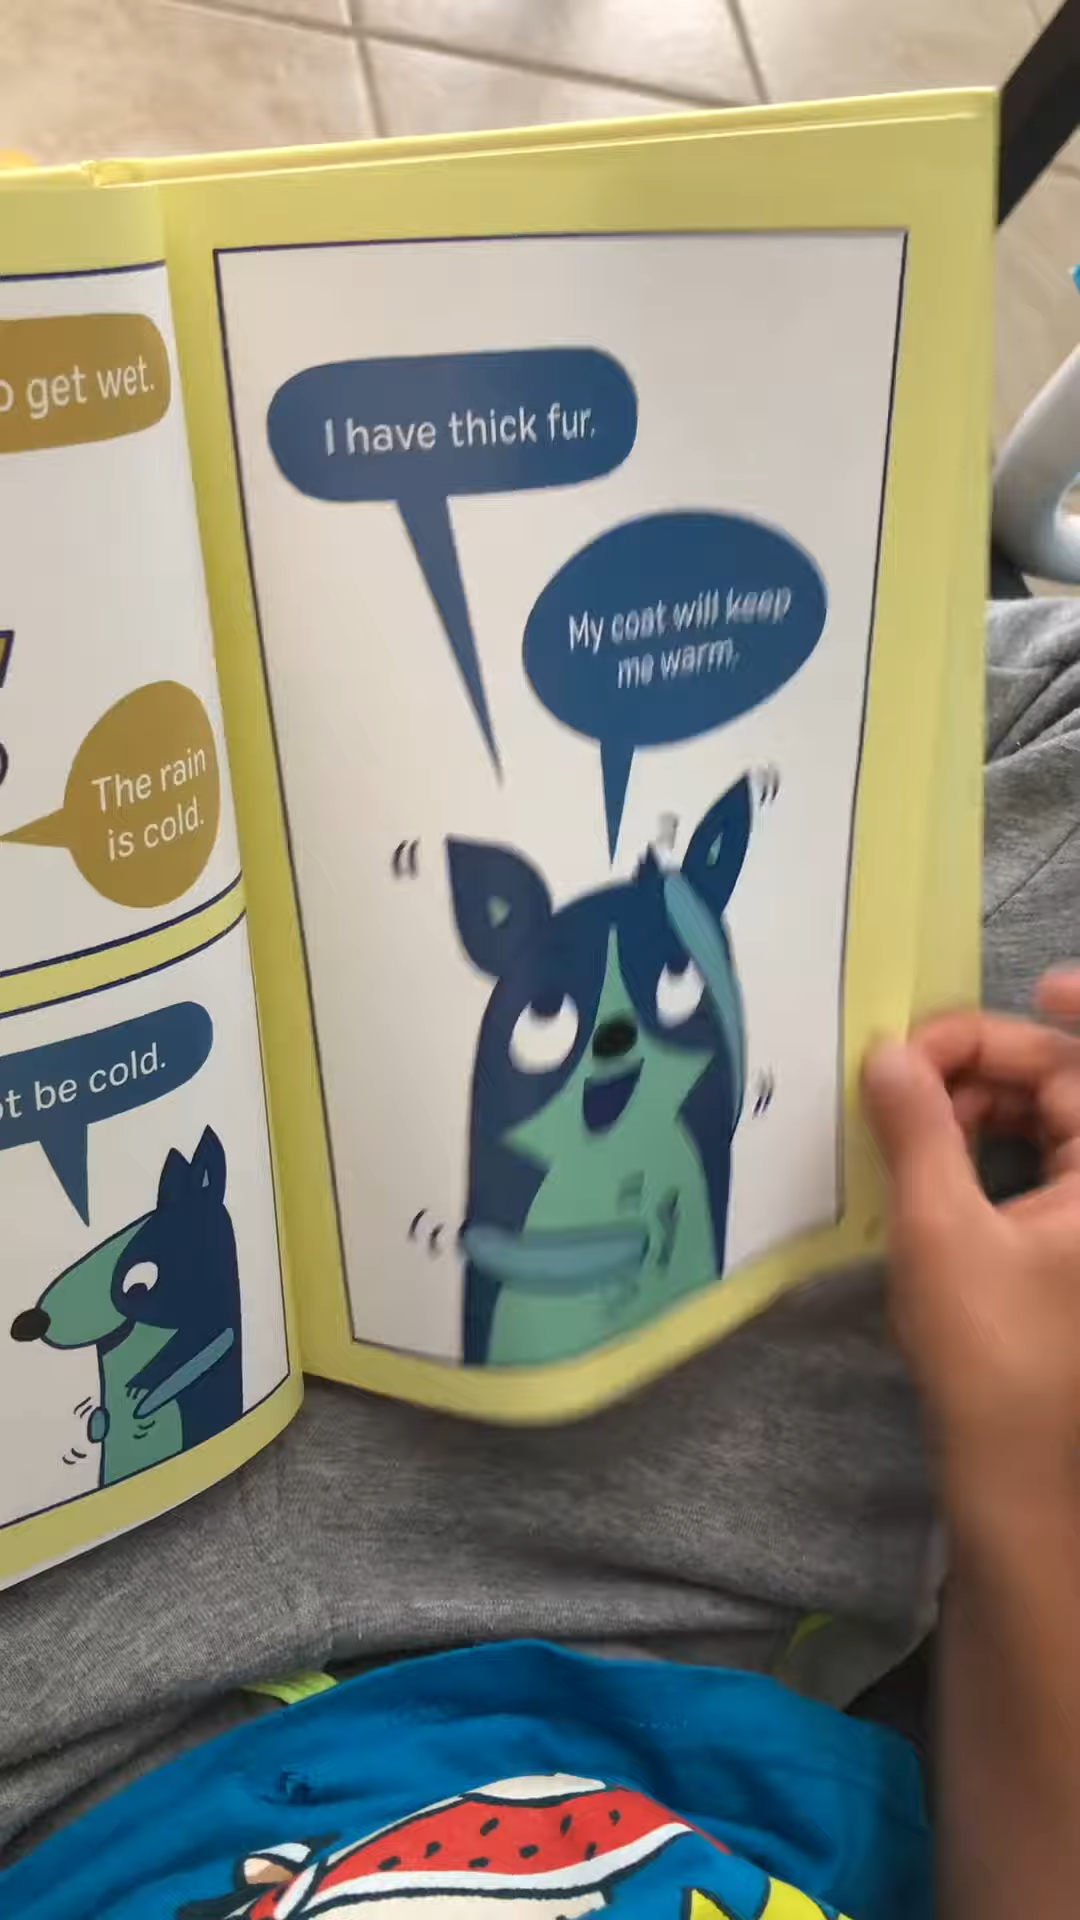 get wet.
The rain
is cold.
be cold.
I have thick fur.
My coat will keep
me warm.